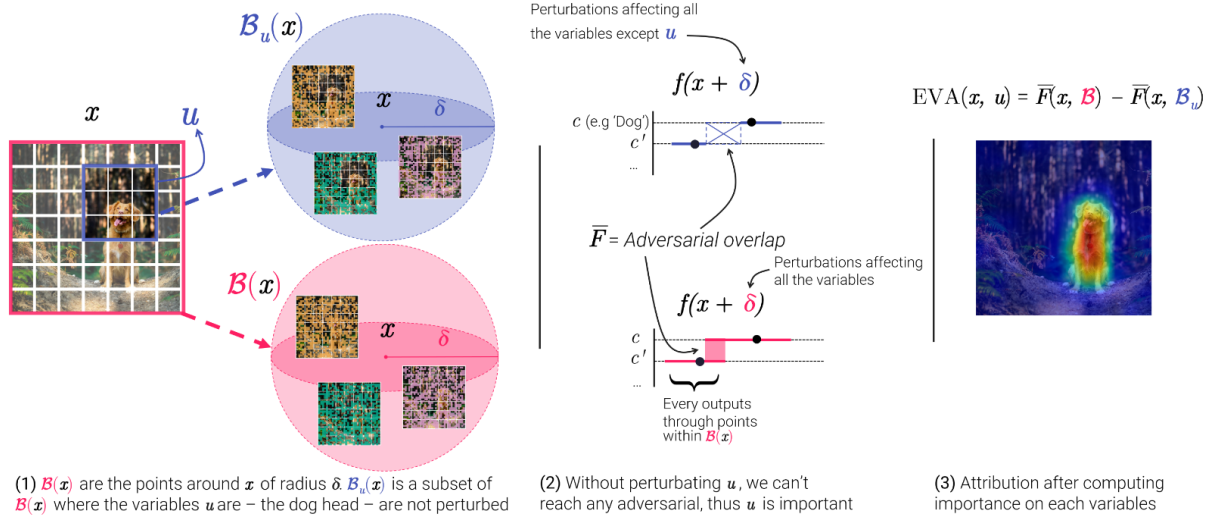 x
u
ℬᵤ(x)
x
δ
ℬ(x)
x
δ
(1) ℬ(x) are the points around x of radius δ. ℬᵤ(x) is a subset of
ℬ(x) where the variables u are – the dog head – are not perturbed
Perturbations affecting all
the variables except u
f(x + δ)
c (e.g 'Dog')
c'
...
F̅ = Adversarial overlap
Perturbations affecting
all the variables
f(x + δ)
c
c'
...
Every outputs
through points
within ℬ(x)
(2) Without perturbating u, we can't
reach any adversarial, thus u is important
EVA(x, u) = F̅(x, ℬ) − F̅(x, ℬᵤ)
(3) Attribution after computing
importance on each variables